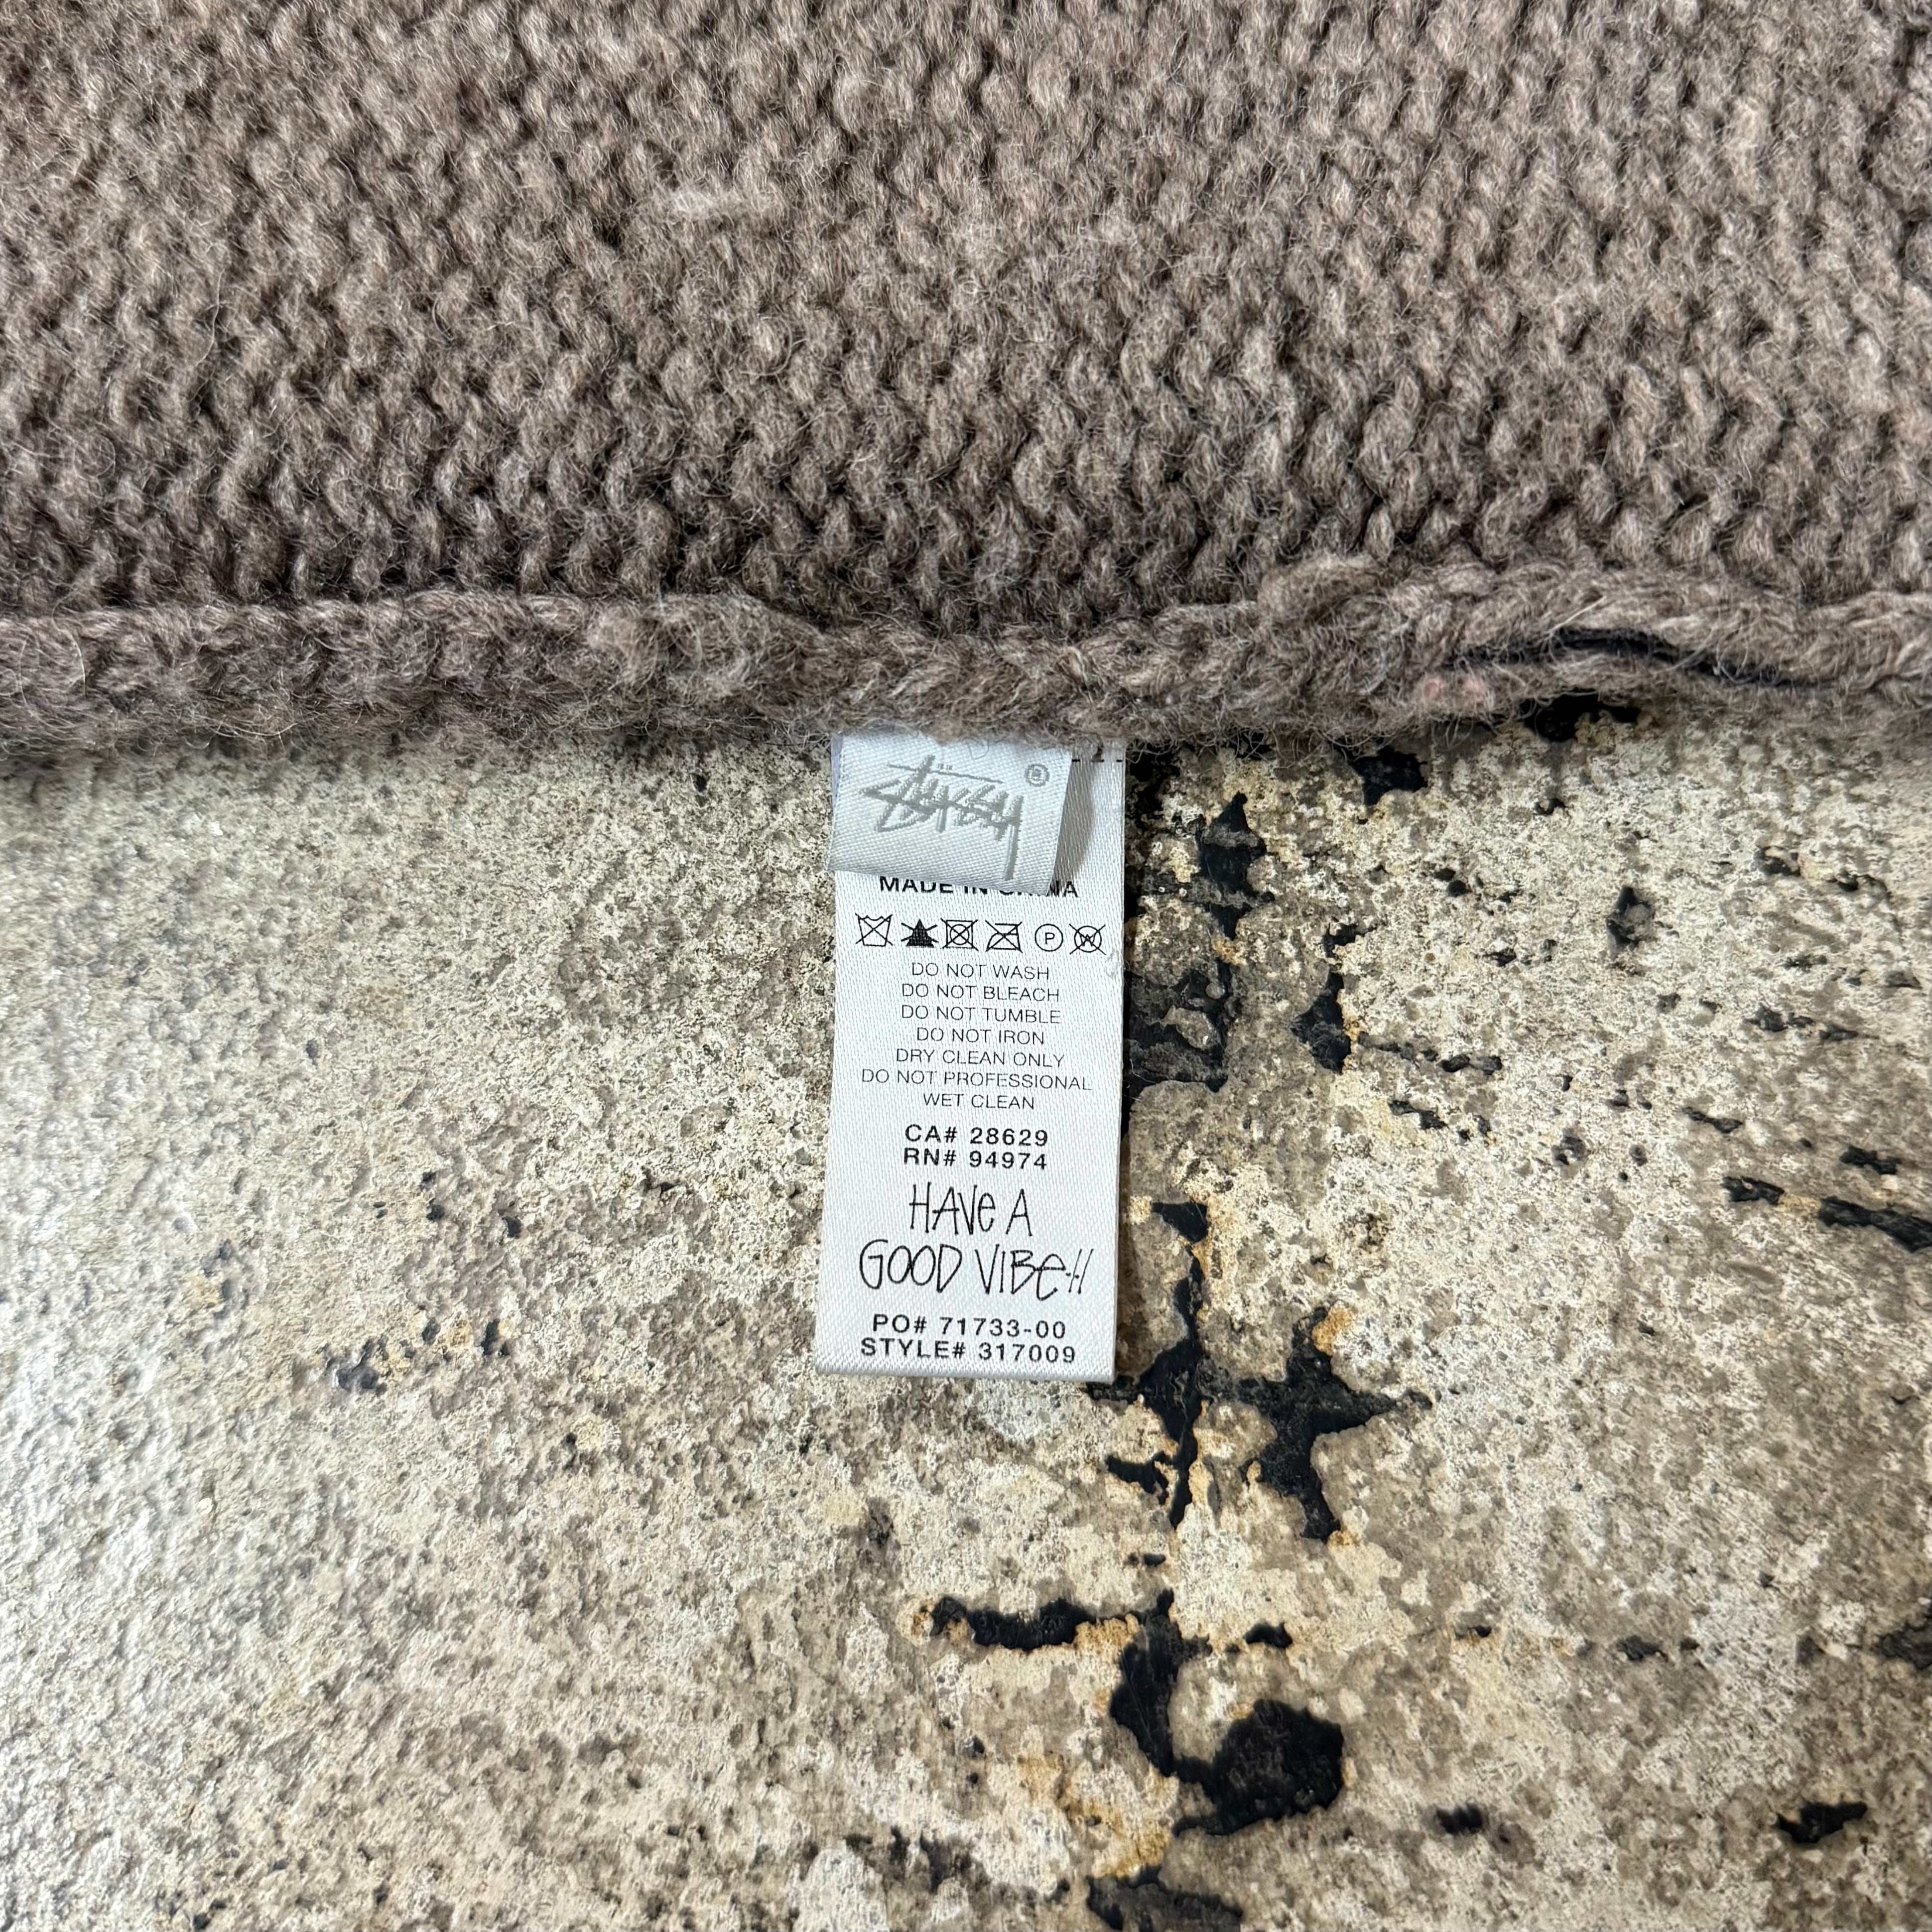 STÜSSY ®
MADE IN CHINA
DO NOT WASH
DO NOT BLEACH
DO NOT TUMBLE
DO NOT IRON
DRY CLEAN ONLY
DO NOT PROFESSIONAL
WET CLEAN
CA# 28629
RN# 94974
HAVE A
GOOD VIBE!!
PO# 71733-00
STYLE# 317009